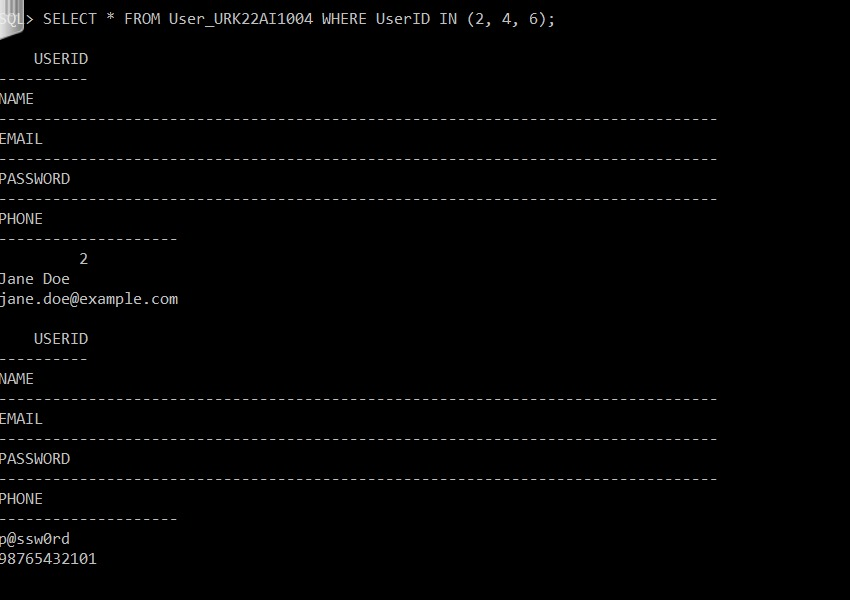 SQL> SELECT * FROM User_URK22AI1004 WHERE UserID IN (2, 4, 6);
USERID
----------
NAME
--------------------------------------------------------------------------------
EMAIL
--------------------------------------------------------------------------------
PASSWORD
--------------------------------------------------------------------------------
PHONE
--------------------
2
Jane Doe
jane.doe@example.com
USERID
----------
NAME
--------------------------------------------------------------------------------
EMAIL
--------------------------------------------------------------------------------
PASSWORD
--------------------------------------------------------------------------------
PHONE
--------------------
p@ssw0rd
98765432101